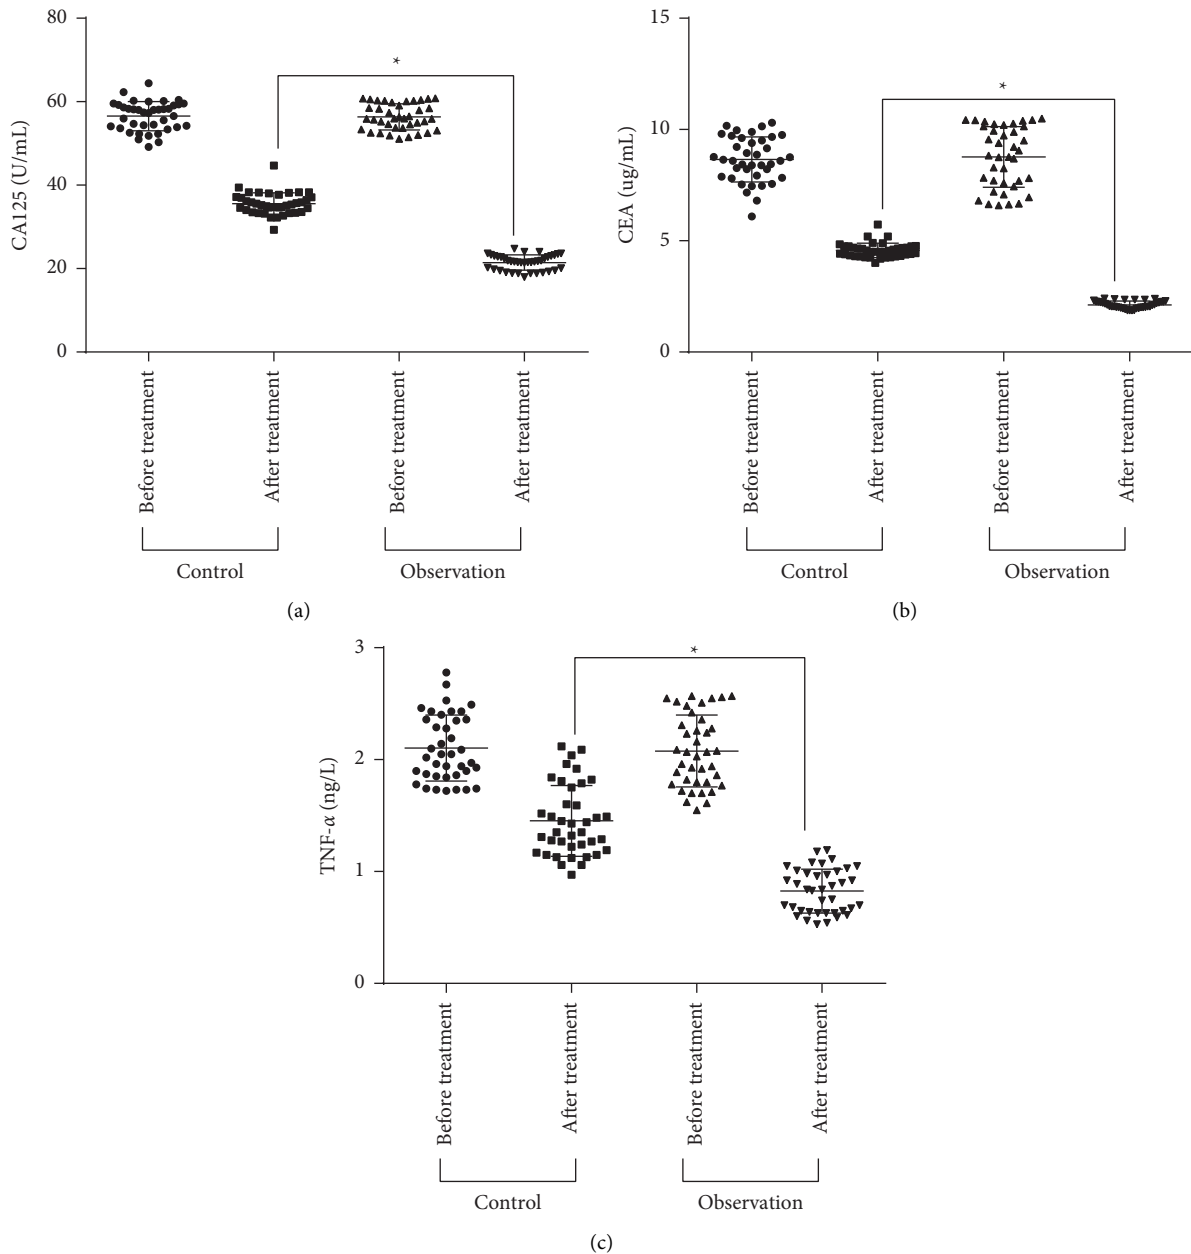 80
60
40
20
0
CA125 (U/mL)
*
Before treatment
After treatment
Before treatment
After treatment
Control
Observation
(a)
15
10
5
0
CEA (ug/mL)
*
Before treatment
After treatment
Before treatment
After treatment
Control
Observation
(b)
3
2
1
0
TNF-α (ng/L)
*
Before treatment
After treatment
Before treatment
After treatment
Control
Observation
(c)